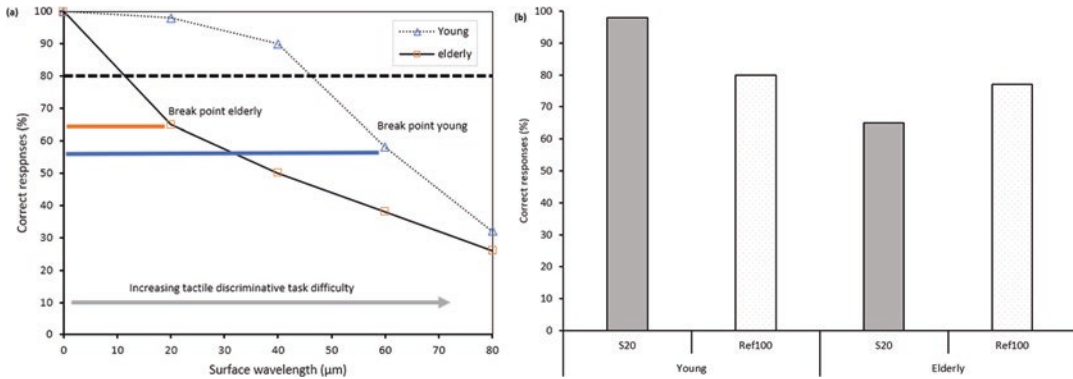 (a)
Correct resppnses (%)
100
90
80
70
60
50
40
30
20
10
0
Young
elderly
Break point elderly
Break point young
Increasing tactile discriminative task difficulty
0 10 20 30 40 50 60 70 80
Surface wavelength (µm)
(b)
Correct responses (%)
100
90
80
70
60
50
40
30
20
10
0
S20 Ref100 S20 Ref100
Young Elderly